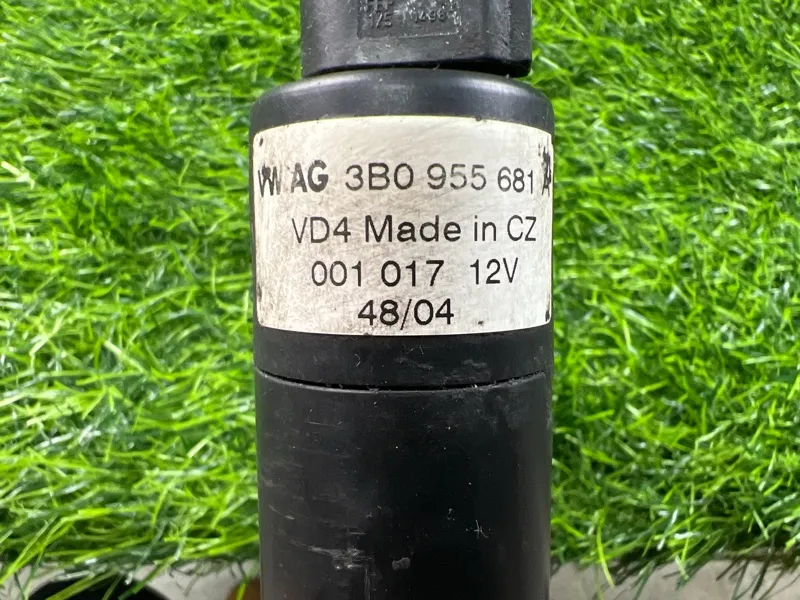 VW AG 3B0 955 681 A
VD4 Made in CZ
001 017 12V
48/04